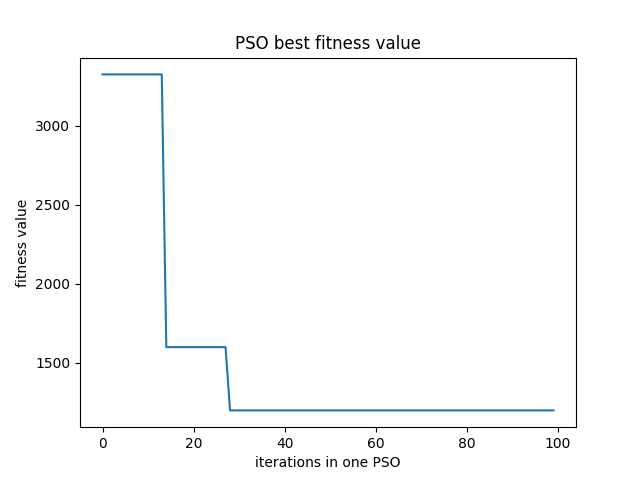 PSO best fitness value
3000
2500
2000
1500
fitness value
0 20 40 60 80 100
iterations in one PSO